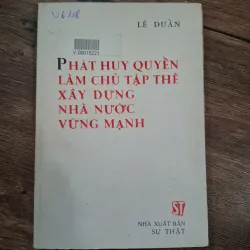 LÊ DUẨN
V-D0015221
PHÁT HUY QUYỀN
LÀM CHỦ TẬP THỂ
XÂY DỰNG
NHÀ NƯỚC
VỮNG MẠNH
ST
NHÀ XUẤT BẢN
SỰ THẬT